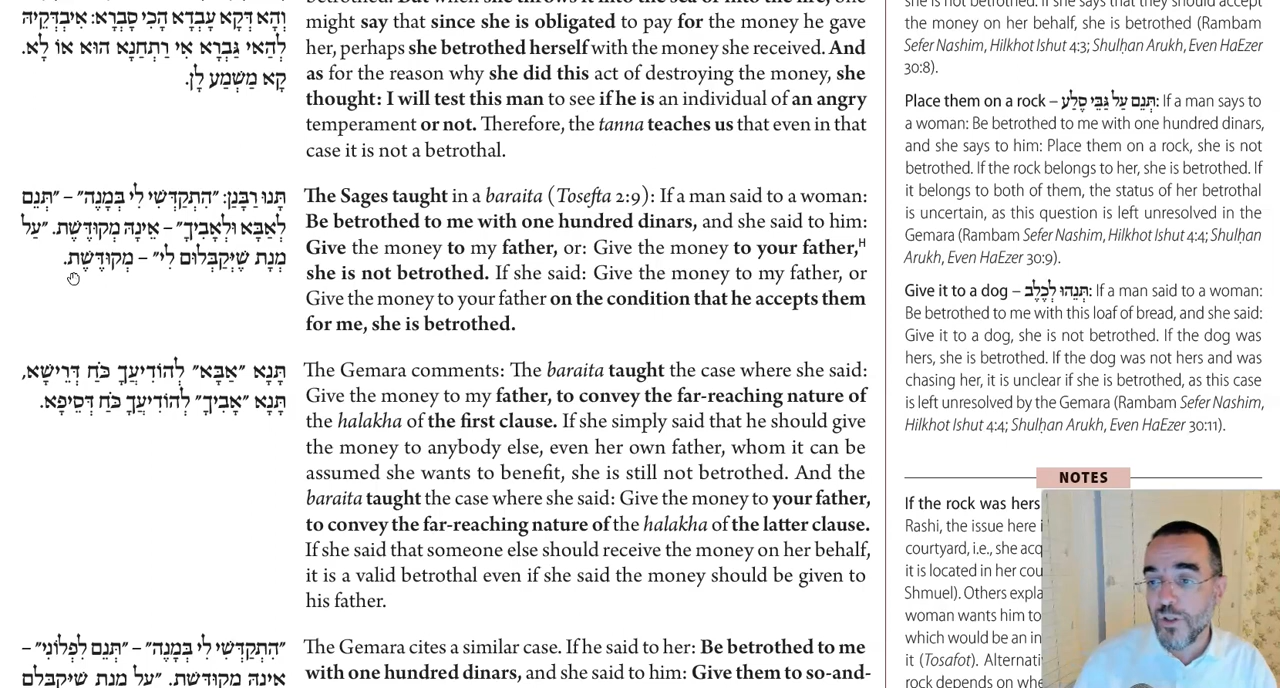 וְהָא דְּקָא עָבְדָא הָכִי סָבְרָא: אִיבְדְּקֵיהּ
לְהַאי גַּבְרָא אִי רַתְחָנָא הוּא אוֹ לָא.
קָא מַשְׁמַע לַן.
תָּנוּ רַבָּנַן: ״הִתְקַדְּשִׁי לִי בְּמָנֶה״ – ״תְּנֵם
לְאַבָּא וּלְאָבִיךָ״ – אֵינָהּ מְקוּדֶּשֶׁת. ״עַל
מְנָת שֶׁיְּקַבְּלוּם לִי״ – מְקוּדֶּשֶׁת.
תָּנָא ״אַבָּא״ לְהוֹדִיעֲךָ כֹּחַ דְּרֵישָׁא,
תָּנָא ״אָבִיךָ״ לְהוֹדִיעֲךָ כֹּחַ דְּסֵיפָא.
״הִתְקַדְּשִׁי לִי בְּמָנֶה״ – ״תְּנֵם לִפְלוֹנִי״ –
אֵינָהּ מְקוּדֶּשֶׁת. ״עַל מְנָת שֶׁיְּקַבְּלֵם
might say that since she is obligated to pay for the money he gave
her, perhaps she betrothed herself with the money she received. And
as for the reason why she did this act of destroying the money, she
thought: I will test this man to see if he is an individual of an angry
temperament or not. Therefore, the tanna teaches us that even in that
case it is not a betrothal.
The Sages taught in a baraita (Tosefta 2:9): If a man said to a woman:
Be betrothed to me with one hundred dinars, and she said to him:
Give the money to my father, or: Give the money to your father,H
she is not betrothed. If she said: Give the money to my father, or
Give the money to your father on the condition that he accepts them
for me, she is betrothed.
The Gemara comments: The baraita taught the case where she said:
Give the money to my father, to convey the far-reaching nature of
the halakha of the first clause. If she simply said that he should give
the money to anybody else, even her own father, whom it can be
assumed she wants to benefit, she is still not betrothed. And the
baraita taught the case where she said: Give the money to your father,
to convey the far-reaching nature of the halakha of the latter clause.
If she said that someone else should receive the money on her behalf,
it is a valid betrothal even if she said the money should be given to
his father.
The Gemara cites a similar case. If he said to her: Be betrothed to me
with one hundred dinars, and she said to him: Give them to so-and-
she is not betrothed. If she says that they should accept
the money on her behalf, she is betrothed (Rambam
Sefer Nashim, Hilkhot Ishut 4:3; Shulḥan Arukh, Even HaEzer
30:8).
Place them on a rock – תְּנֵם עַל גַּבֵּי סֶלַע: If a man says to
a woman: Be betrothed to me with one hundred dinars,
and she says to him: Place them on a rock, she is not
betrothed. If the rock belongs to her, she is betrothed. If
it belongs to both of them, the status of her betrothal
is uncertain, as this question is left unresolved in the
Gemara (Rambam Sefer Nashim, Hilkhot Ishut 4:4; Shulḥan
Arukh, Even HaEzer 30:9).
Give it to a dog – תְּנֵהוּ לְכֶלֶב: If a man said to a woman:
Be betrothed to me with this loaf of bread, and she said:
Give it to a dog, she is not betrothed. If the dog was
hers, she is betrothed. If the dog was not hers and was
chasing her, it is unclear if she is betrothed, as this case
is left unresolved by the Gemara (Rambam Sefer Nashim,
Hilkhot Ishut 4:4; Shulḥan Arukh, Even HaEzer 30:11).
NOTES
If the rock was hers
Rashi, the issue here i
courtyard, i.e., she acq
it is located in her cou
Shmuel). Others expla
woman wants him to
which would be an in
it (Tosafot). Alternati
rock depends on whe